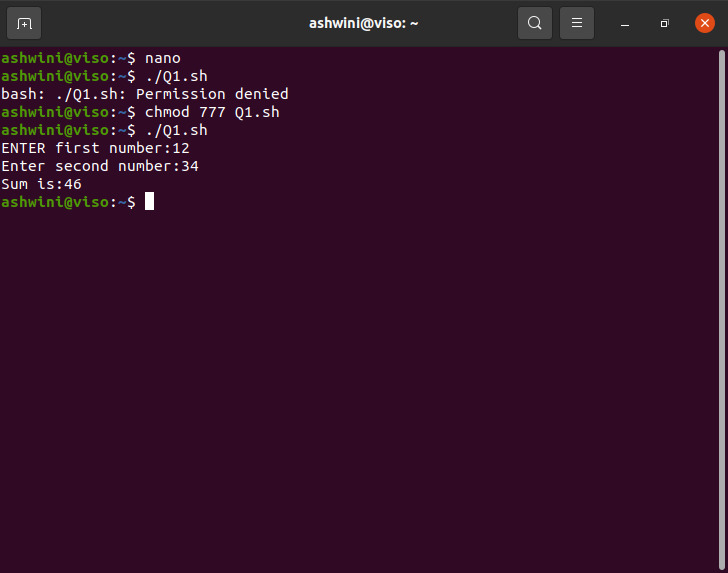 ashwini@viso: ~
ashwini@viso:~$ nano
ashwini@viso:~$ ./Q1.sh
bash: ./Q1.sh: Permission denied
ashwini@viso:~$ chmod 777 Q1.sh
ashwini@viso:~$ ./Q1.sh
ENTER first number:12
Enter second number:34
Sum is:46
ashwini@viso:~$